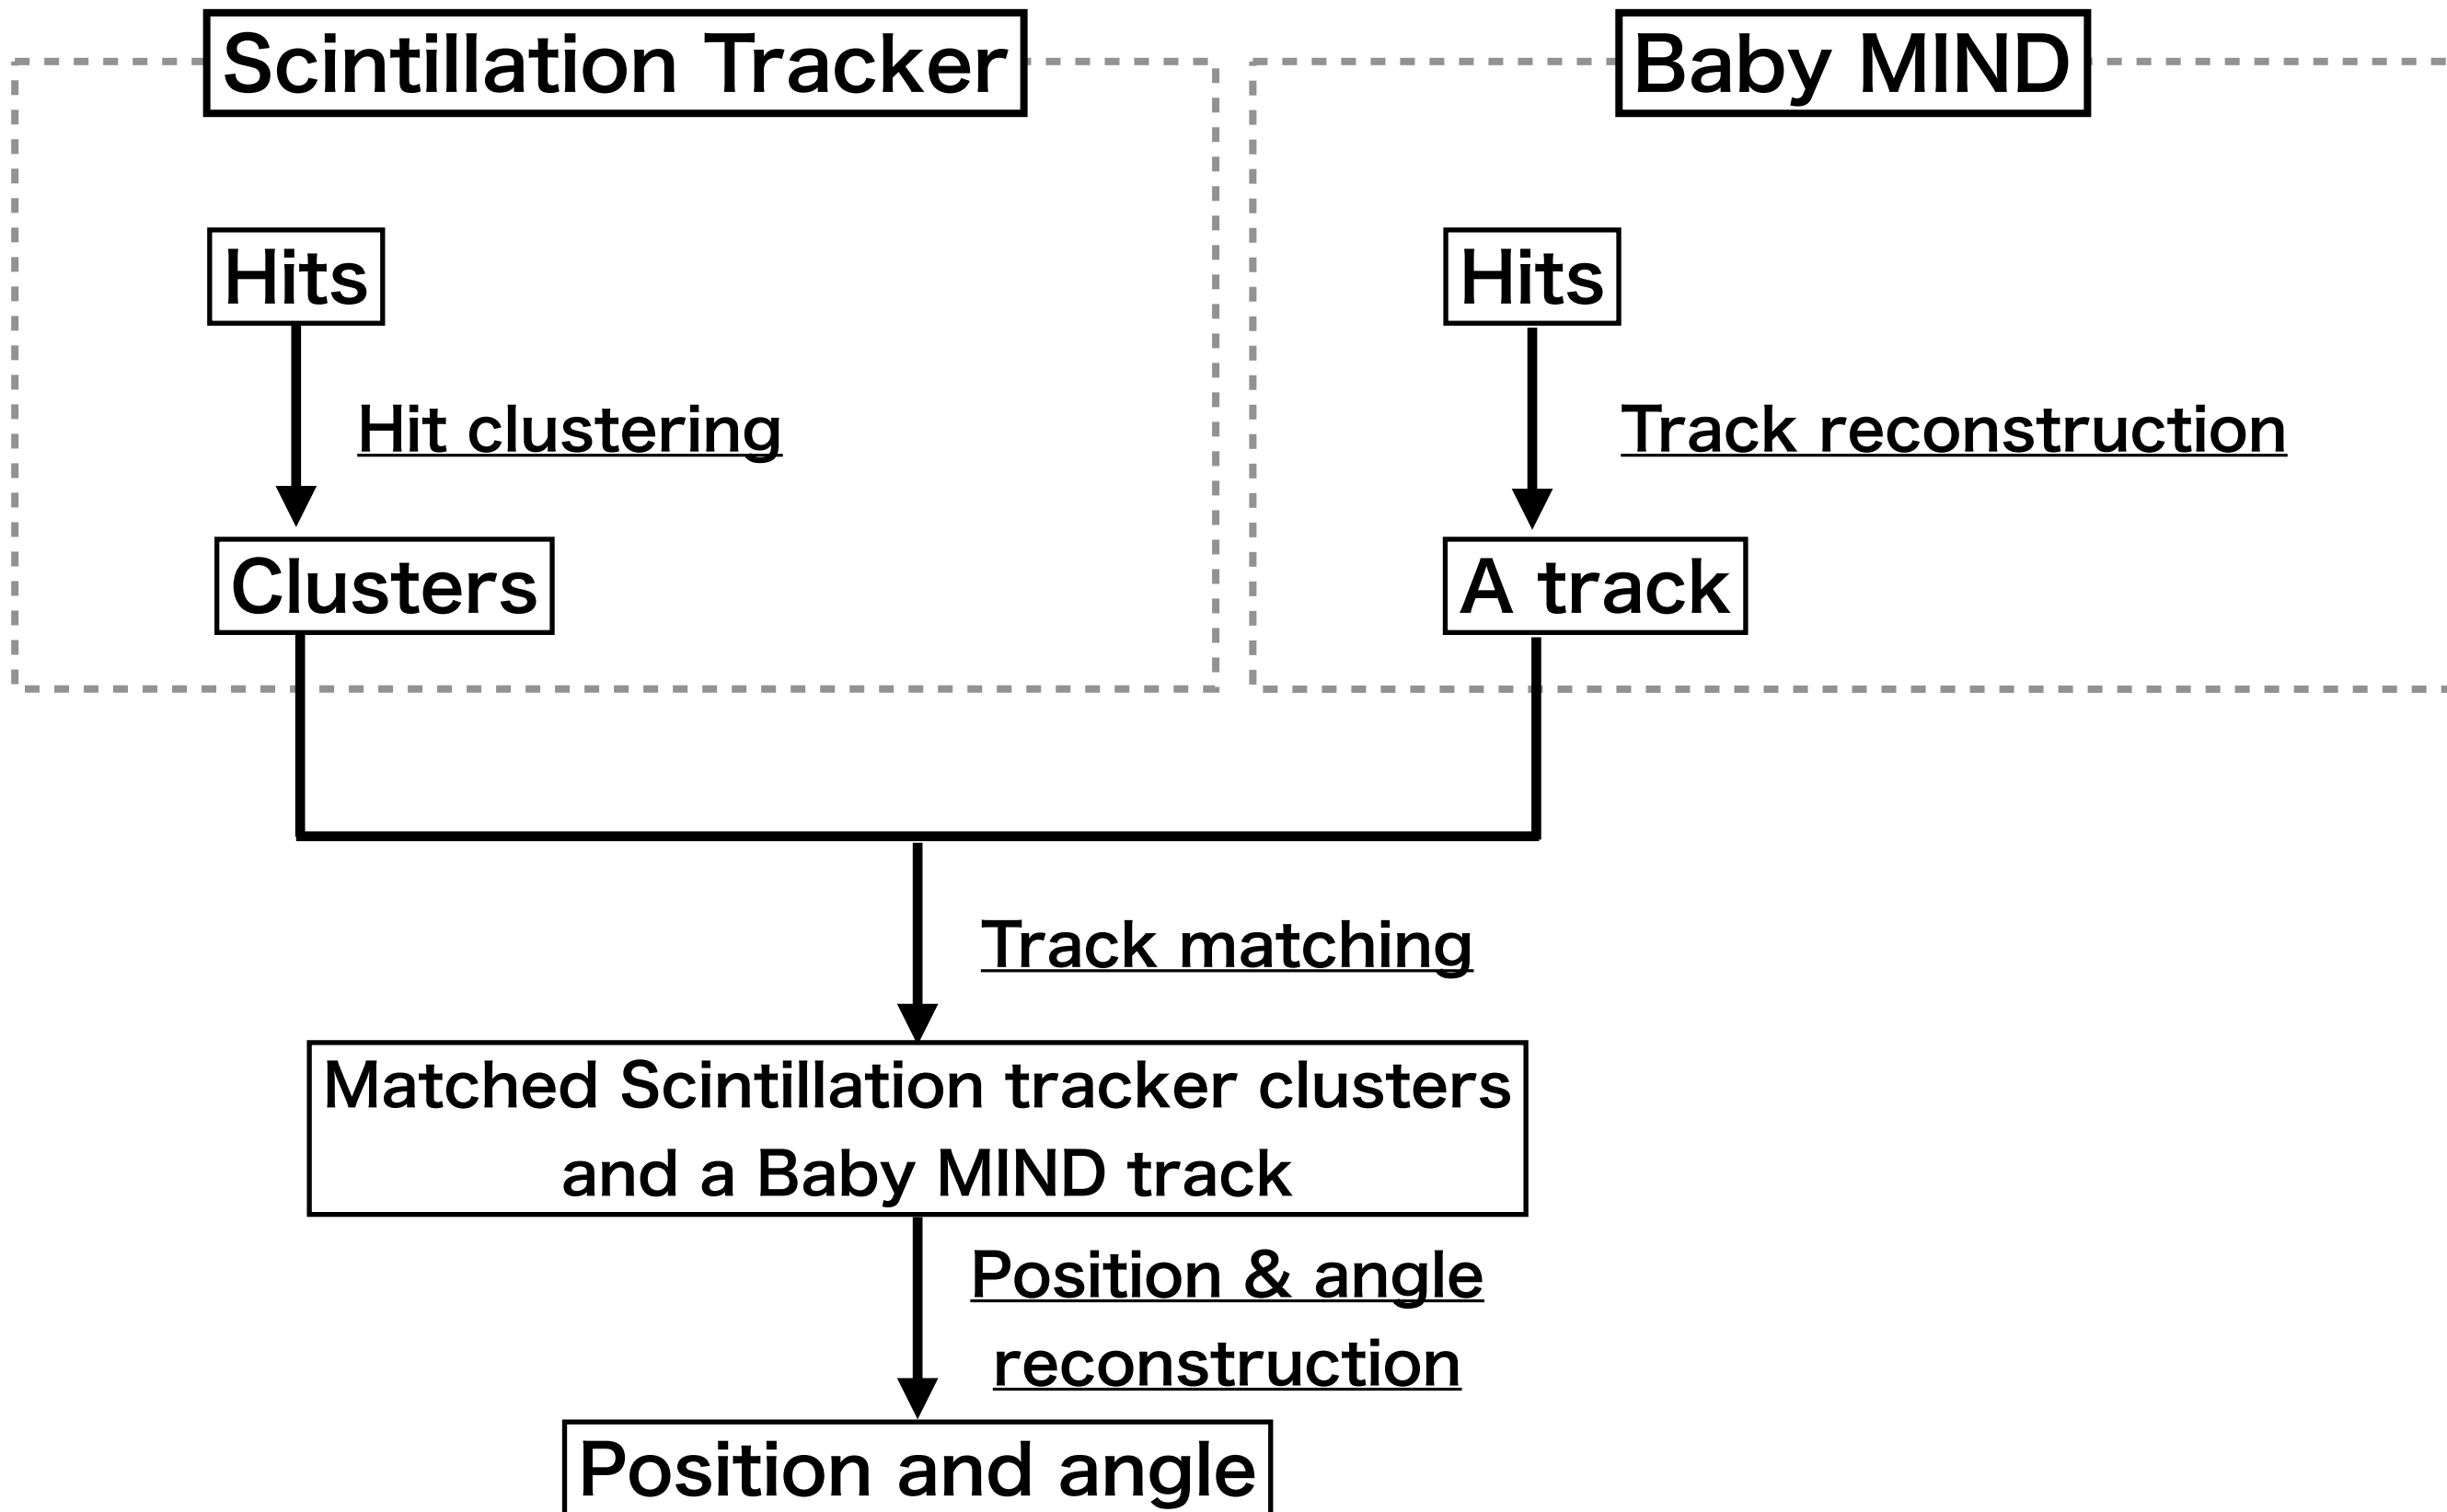 Scintillation Tracker
Baby MIND
Hits
Hits
Hit clustering
Track reconstruction
Clusters
A track
Track matching
Matched Scintillation tracker clusters
and a Baby MIND track
Position & angle
reconstruction
Position and angle